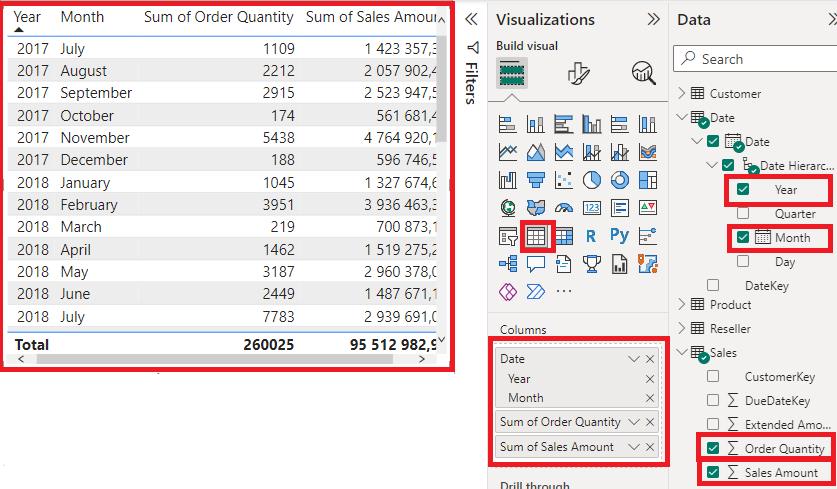 Year Month Sum of Order Quantity Sum of Sales Amoun
2017 July 1109 1 423 357,3
2017 August 2212 2 057 902,4
2017 September 2915 2 523 947,5
2017 October 174 561 681,4
2017 November 5438 4 764 920,1
2017 December 188 596 746,5
2018 January 1045 1 327 674,6
2018 February 3951 3 936 463,3
2018 March 219 700 873,1
2018 April 1462 1 519 275,2
2018 May 3187 2 960 378,0
2018 June 2449 1 487 671,1
2018 July 7783 2 939 691,0
Total 260025 95 512 982,9
Filters
Visualizations
Build visual
123
R
Py
Columns
Date
Year
Month
Sum of Order Quantity
Sum of Sales Amount
Drill through
Data
Search
Customer
Date
Date
Date Hierarc...
Year
Quarter
Month
Day
DateKey
Product
Reseller
Sales
CustomerKey
DueDateKey
Extended Amo...
Order Quantity
Sales Amount